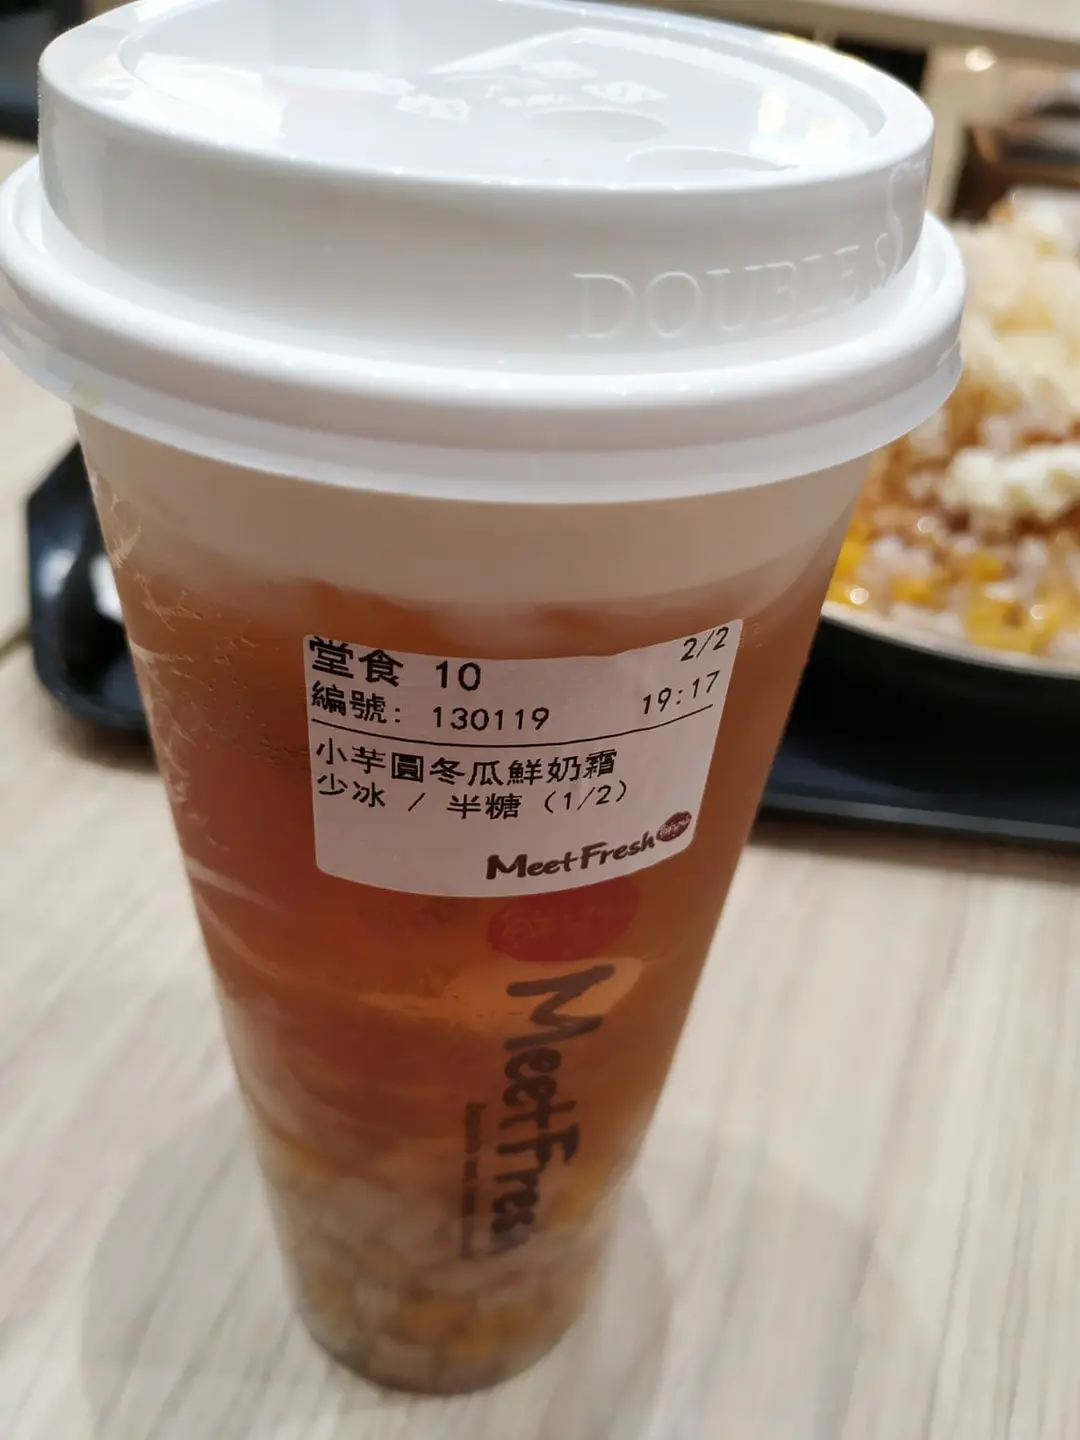 DOUBLES
堂食 10 2/2
編號: 130119 19:17
小芋圓冬瓜鮮奶霜
少冰 / 半糖 (1/2)
MeetFresh
MeetFresh